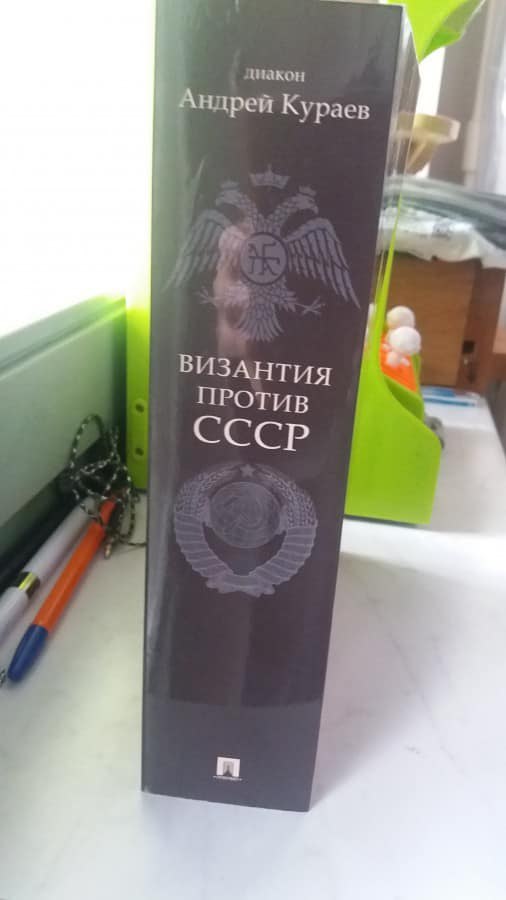 диакон
Андрей Кураев
ВИЗАНТИЯ
ПРОТИВ
СССР